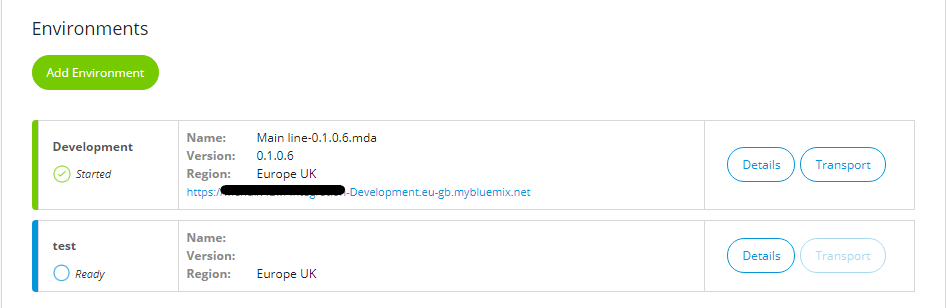 Environments
Add Environment
Development
Started
Name: Main line-0.1.0.6.mda
Version: 0.1.0.6
Region: Europe UK
https:/ -Development.eu-gb.mybluemix.net
Details
Transport
test
Ready
Name:
Version:
Region: Europe UK
Details
Transport